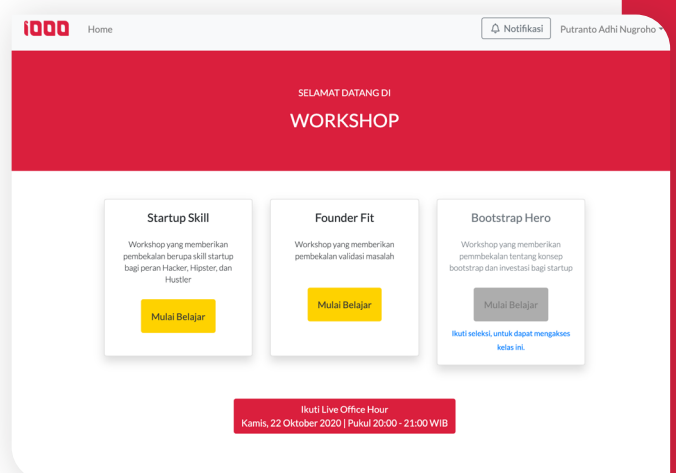 1000
Home
Notifikasi
Putranto Adhi Nugroho
SELAMAT DATANG DI
WORKSHOP
Startup Skill
Workshop yang memberikan
pembekalan berupa skill startup
bagi peran Hacker, Hipster, dan
Hustler
Mulai Belajar
Founder Fit
Workshop yang memberikan
pembekalan validasi masalah
Mulai Belajar
Bootstrap Hero
Workshop yang memberikan
pemmbekalan tentang konsep
bootstrap dan investasi bagi startup
Mulai Belajar
Ikuti seleksi, untuk dapat mengakses
kelas ini.
Ikuti Live Office Hour
Kamis, 22 Oktober 2020 | Pukul 20:00 - 21:00 WIB